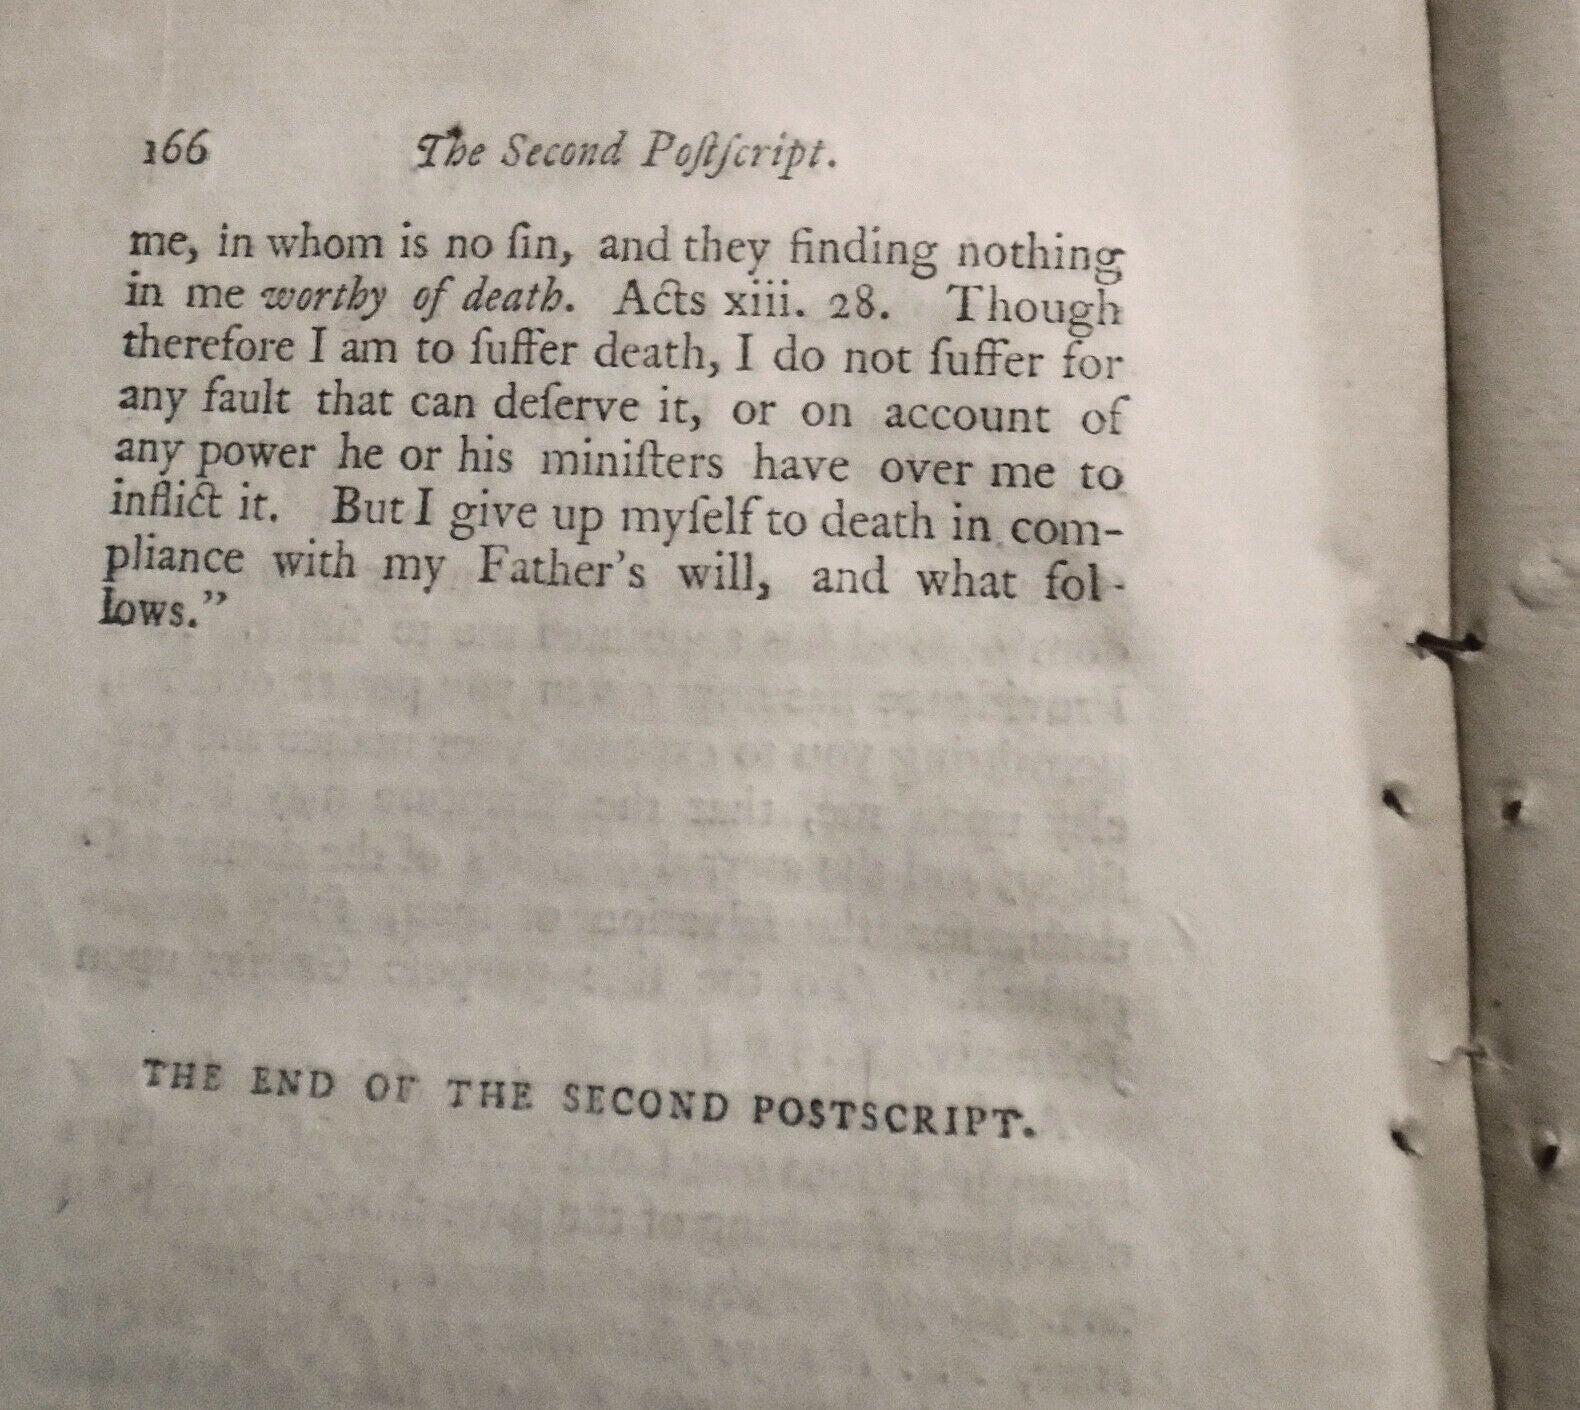 166 The Second Poſtſcript.
me, in whom is no ſin, and they finding nothing
in me worthy of death. Acts xiii. 28. Though
therefore I am to ſuffer death, I do not ſuffer for
any fault that can deſerve it, or on account of
any power he or his miniſters have over me to
inflict it. But I give up myſelf to death in com-
pliance with my Father's will, and what fol-
lows."
THE END OF THE SECOND POSTSCRIPT.